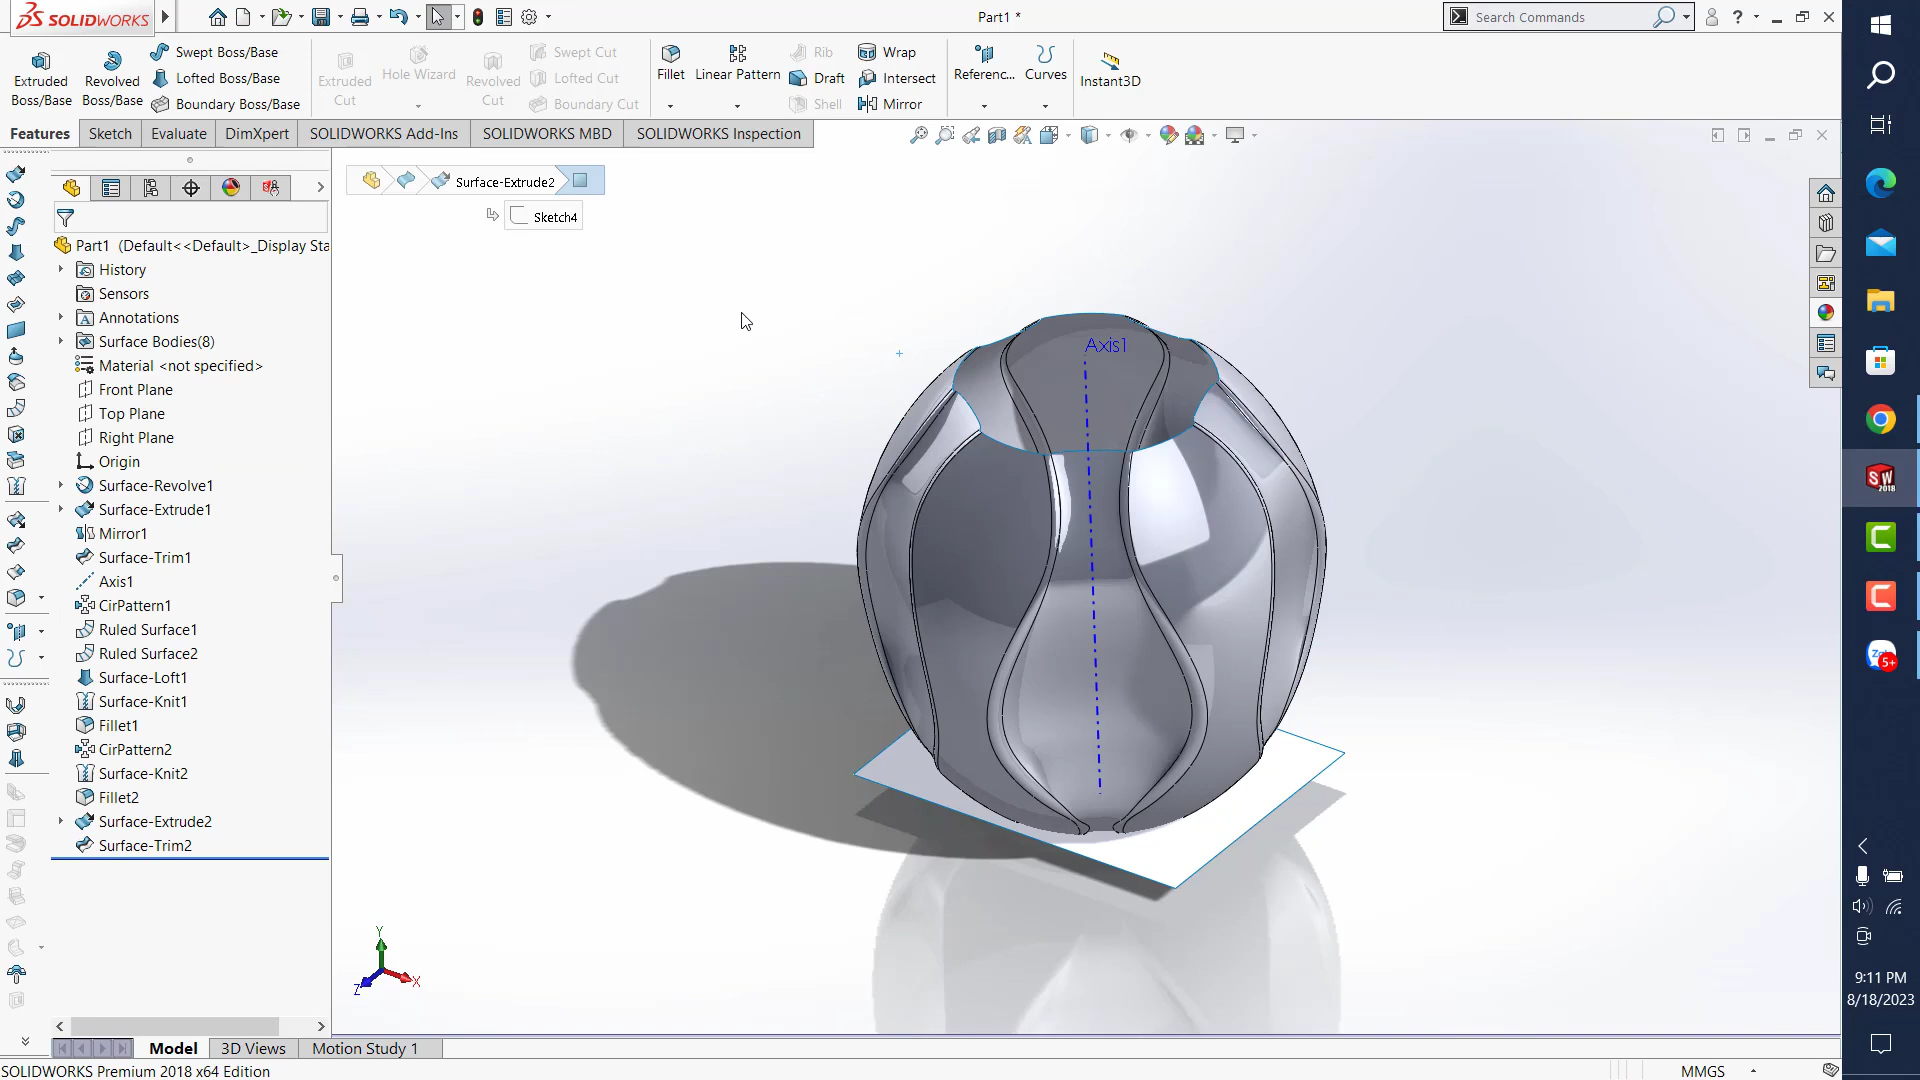 SOLIDWORKS
Part1 *
Search Commands
Extruded Boss/Base
Revolved Boss/Base
Swept Boss/Base
Lofted Boss/Base
Boundary Boss/Base
Extruded Cut
Hole Wizard
Revolved Cut
Swept Cut
Lofted Cut
Boundary Cut
Fillet
Linear Pattern
Rib
Draft
Shell
Wrap
Intersect
Mirror
Referenc...
Curves
Instant3D
Features
Sketch
Evaluate
DimXpert
SOLIDWORKS Add-Ins
SOLIDWORKS MBD
SOLIDWORKS Inspection
Surface-Extrude2
Sketch4
Part1 (Default<<Default>_Display Sta
History
Sensors
Annotations
Surface Bodies(8)
Material <not specified>
Front Plane
Top Plane
Right Plane
Origin
Surface-Revolve1
Surface-Extrude1
Mirror1
Surface-Trim1
Axis1
CirPattern1
Ruled Surface1
Ruled Surface2
Surface-Loft1
Surface-Knit1
Fillet1
CirPattern2
Surface-Knit2
Fillet2
Surface-Extrude2
Surface-Trim2
Axis1
Y
X
Z
Model
3D Views
Motion Study 1
SOLIDWORKS Premium 2018 x64 Edition
MMGS
SW
2018
Zalo
5+
9:11 PM
8/18/2023